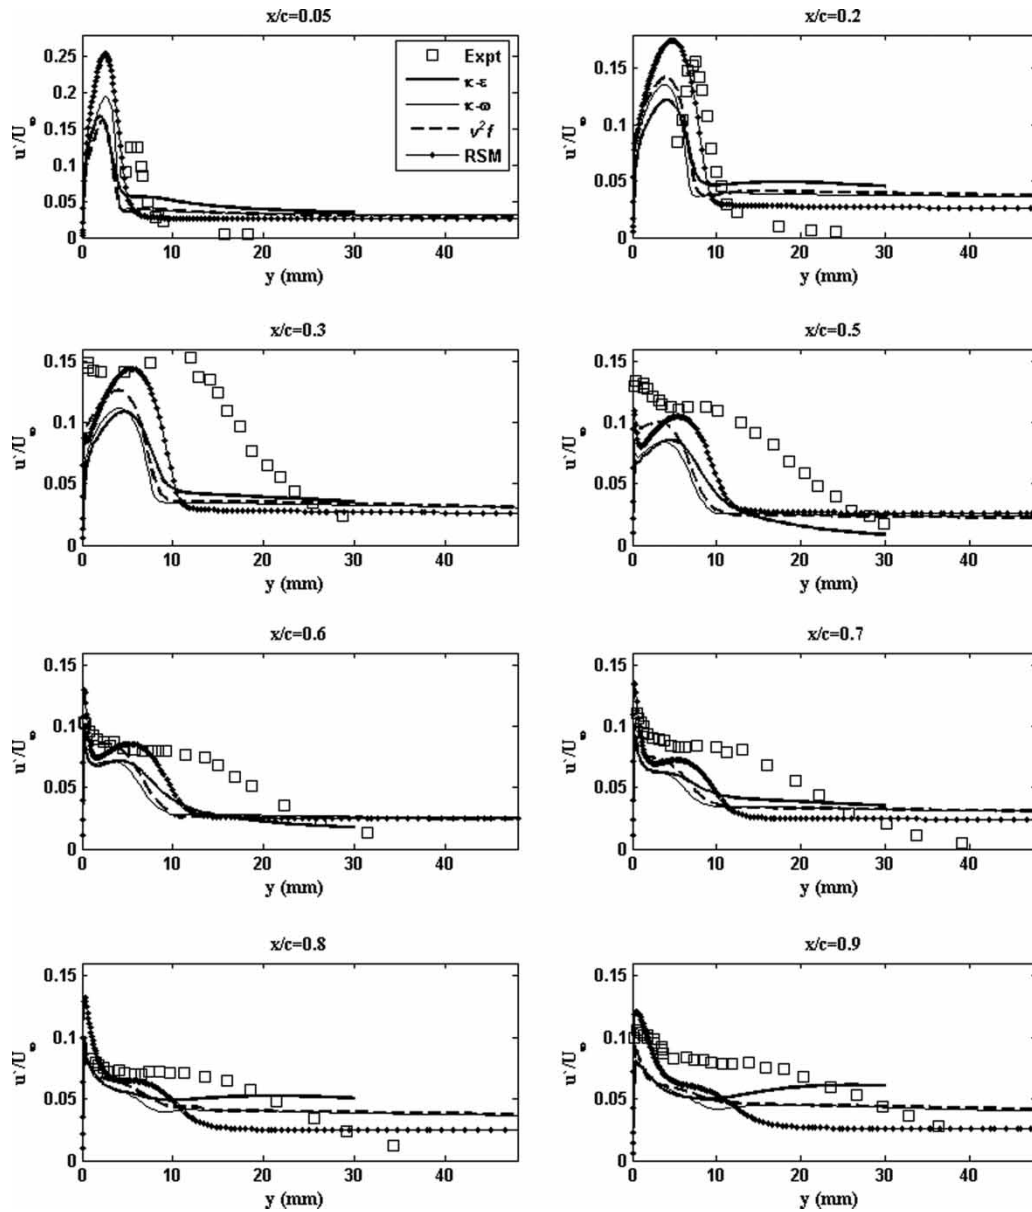 x/c=0.05
0.25
0.2
0.15
0.1
0.05
0
u`/U
0 10 20 30 40
y (mm)
Expt
κ-ε
κ-ω
v²f
RSM
x/c=0.2
0.15
0.1
0.05
0
u`/U
0 10 20 30 40
y (mm)
x/c=0.3
0.15
0.1
0.05
0
u`/U
0 10 20 30 40
y (mm)
x/c=0.5
0.15
0.1
0.05
0
u`/U
0 10 20 30 40
y (mm)
x/c=0.6
0.15
0.1
0.05
0
u`/U
0 10 20 30 40
y (mm)
x/c=0.7
0.15
0.1
0.05
0
u`/U
0 10 20 30 40
y (mm)
x/c=0.8
0.15
0.1
0.05
0
u`/U
0 10 20 30 40
y (mm)
x/c=0.9
0.15
0.1
0.05
0
u`/U
0 10 20 30 40
y (mm)